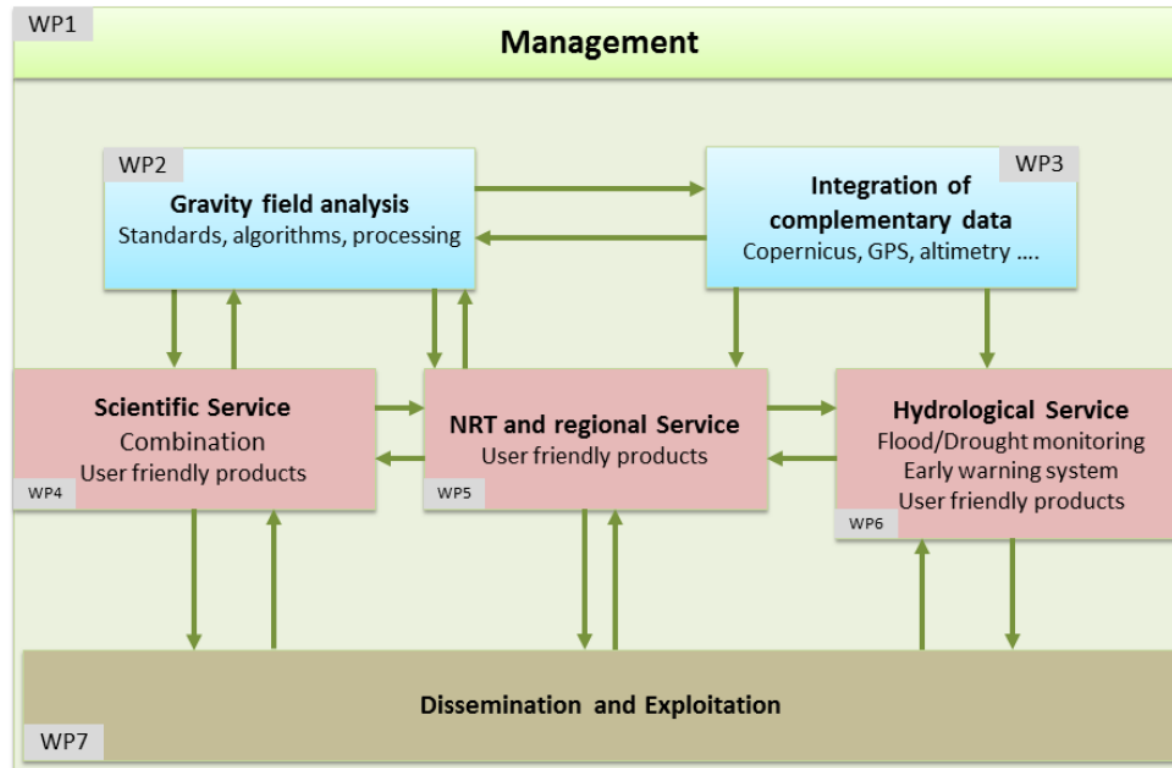 WP1
Management
WP2
Gravity field analysis
Standards, algorithms, processing
WP3
Integration of
complementary data
Copernicus, GPS, altimetry ....
Scientific Service
Combination
User friendly products
WP4
NRT and regional Service
User friendly products
WP5
Hydrological Service
Flood/Drought monitoring
Early warning system
User friendly products
WP6
Dissemination and Exploitation
WP7